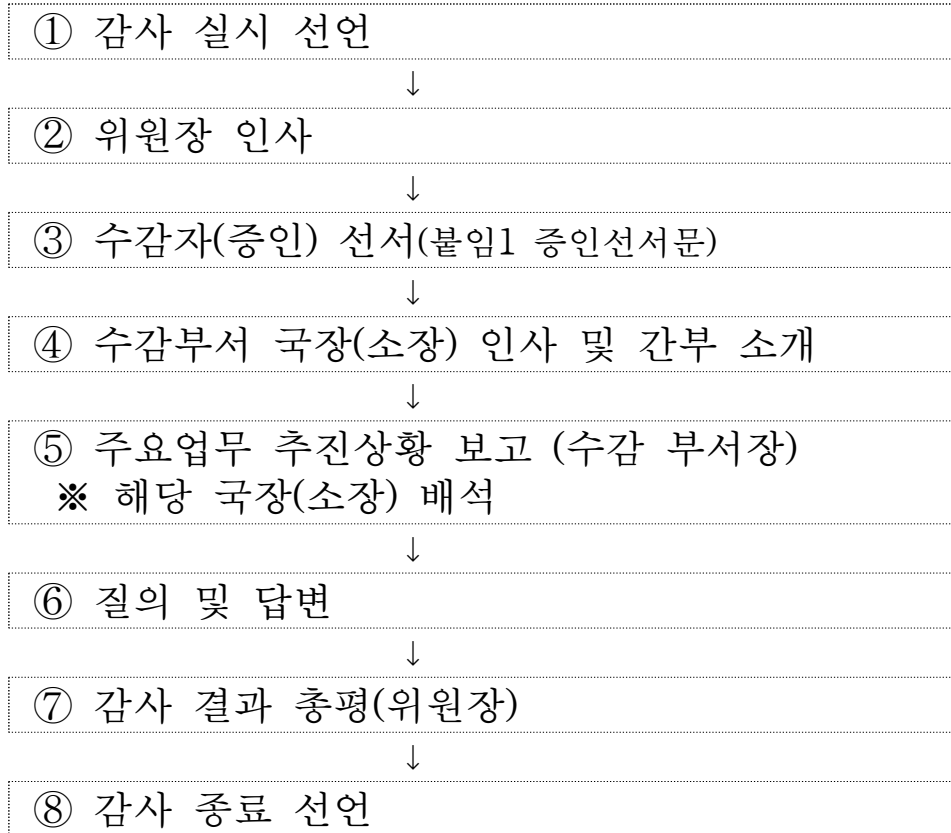 ① 감사 실시 선언
↓
② 위원장 인사
↓
③ 수감자(증인) 선서(붙임1 증인선서문)
↓
④ 수감부서 국장(소장) 인사 및 간부 소개
↓
⑤ 주요업무 추진상황 보고 (수감 부서장)
※ 해당 국장(소장) 배석
↓
⑥ 질의 및 답변
↓
⑦ 감사 결과 총평(위원장)
↓
⑧ 감사 종료 선언